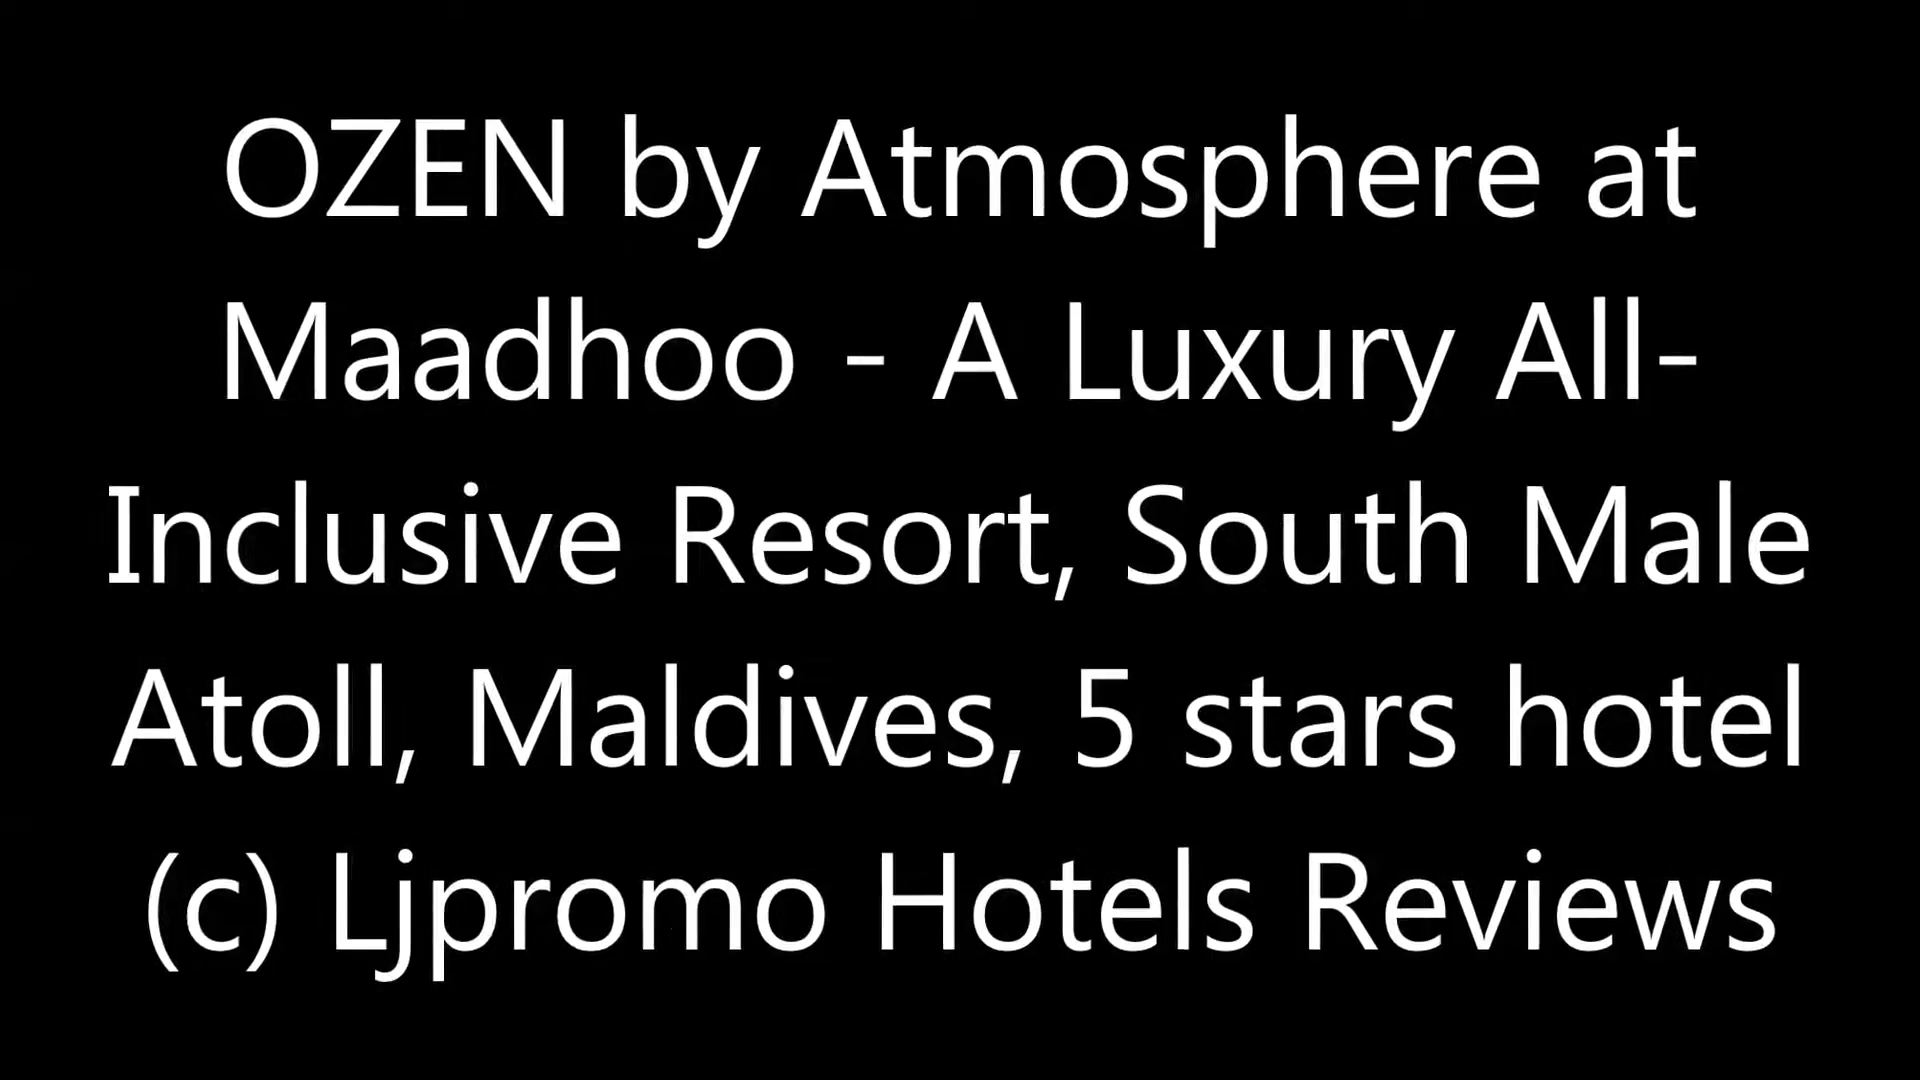 OZEN by Atmosphere at
Maadhoo - A Luxury All-
Inclusive Resort, South Male
Atoll, Maldives, 5 stars hotel
(c) Ljpromo Hotels Reviews